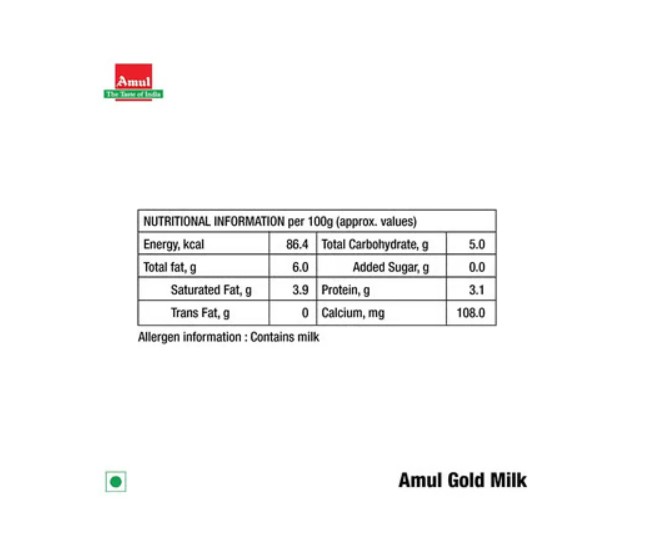 Amul
The Taste of India
NUTRITIONAL INFORMATION per 100g (approx. values)
Energy, kcal 86.4 Total Carbohydrate, g 5.0
Total fat, g 6.0 Added Sugar, g 0.0
Saturated Fat, g 3.9 Protein, g 3.1
Trans Fat, g 0 Calcium, mg 108.0
Allergen information : Contains milk
Amul Gold Milk